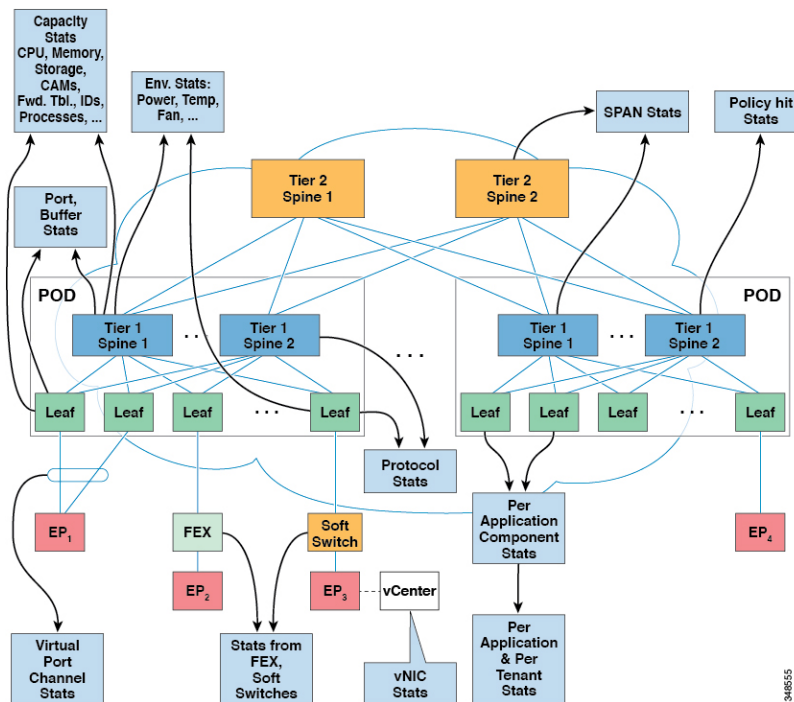 Capacity
Stats
CPU, Memory,
Storage,
CAMs,
Fwd. Tbl., IDs,
Processes, ...
Env. Stats:
Power, Temp,
Fan, ...
SPAN Stats
Policy hit
Stats
Tier 2
Spine 1
Tier 2
Spine 2
Port,
Buffer
Stats
POD
POD
Tier 1
Spine 1
. . .
Tier 1
Spine 2
. . .
Tier 1
Spine 1
. . .
Tier 1
Spine 2
Leaf
Leaf
Leaf
. . .
Leaf
Leaf
Leaf
Leaf
. . .
Leaf
Protocol
Stats
EP1
FEX
Soft
Switch
Per
Application
Component
Stats
EP4
EP2
EP3
vCenter
Virtual
Port
Channel
Stats
Stats from
FEX,
Soft
Switches
vNIC
Stats
Per
Application
& Per
Tenant
Stats
348555